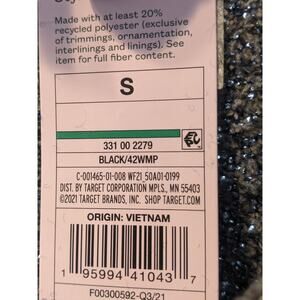 Made with at least 20%
recycled polyester (exclusive
of trimmings, ornamentation,
interlinings and linings). See
item for full fiber content.
S
331 00 2279
BLACK/42WMP
C-001465-01-008 WF21_50A01-0199
DIST. BY TARGET CORPORATION MPLS., MN 55403
©2021 TARGET BRANDS, INC. SHOP TARGET.COM
ORIGIN: VIETNAM
1 95994 41043 7
F00300592-Q3/21